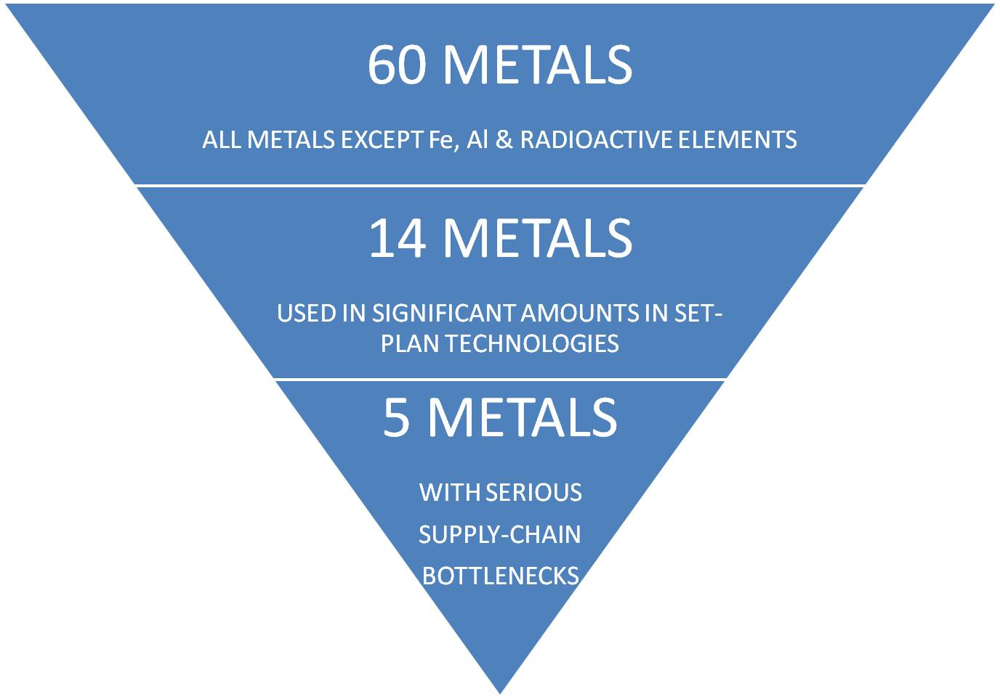 60 METALS
ALL METALS EXCEPT Fe, Al & RADIOACTIVE ELEMENTS
14 METALS
USED IN SIGNIFICANT AMOUNTS IN SET-
PLAN TECHNOLOGIES
5 METALS
WITH SERIOUS
SUPPLY-CHAIN
BOTTLENECKS